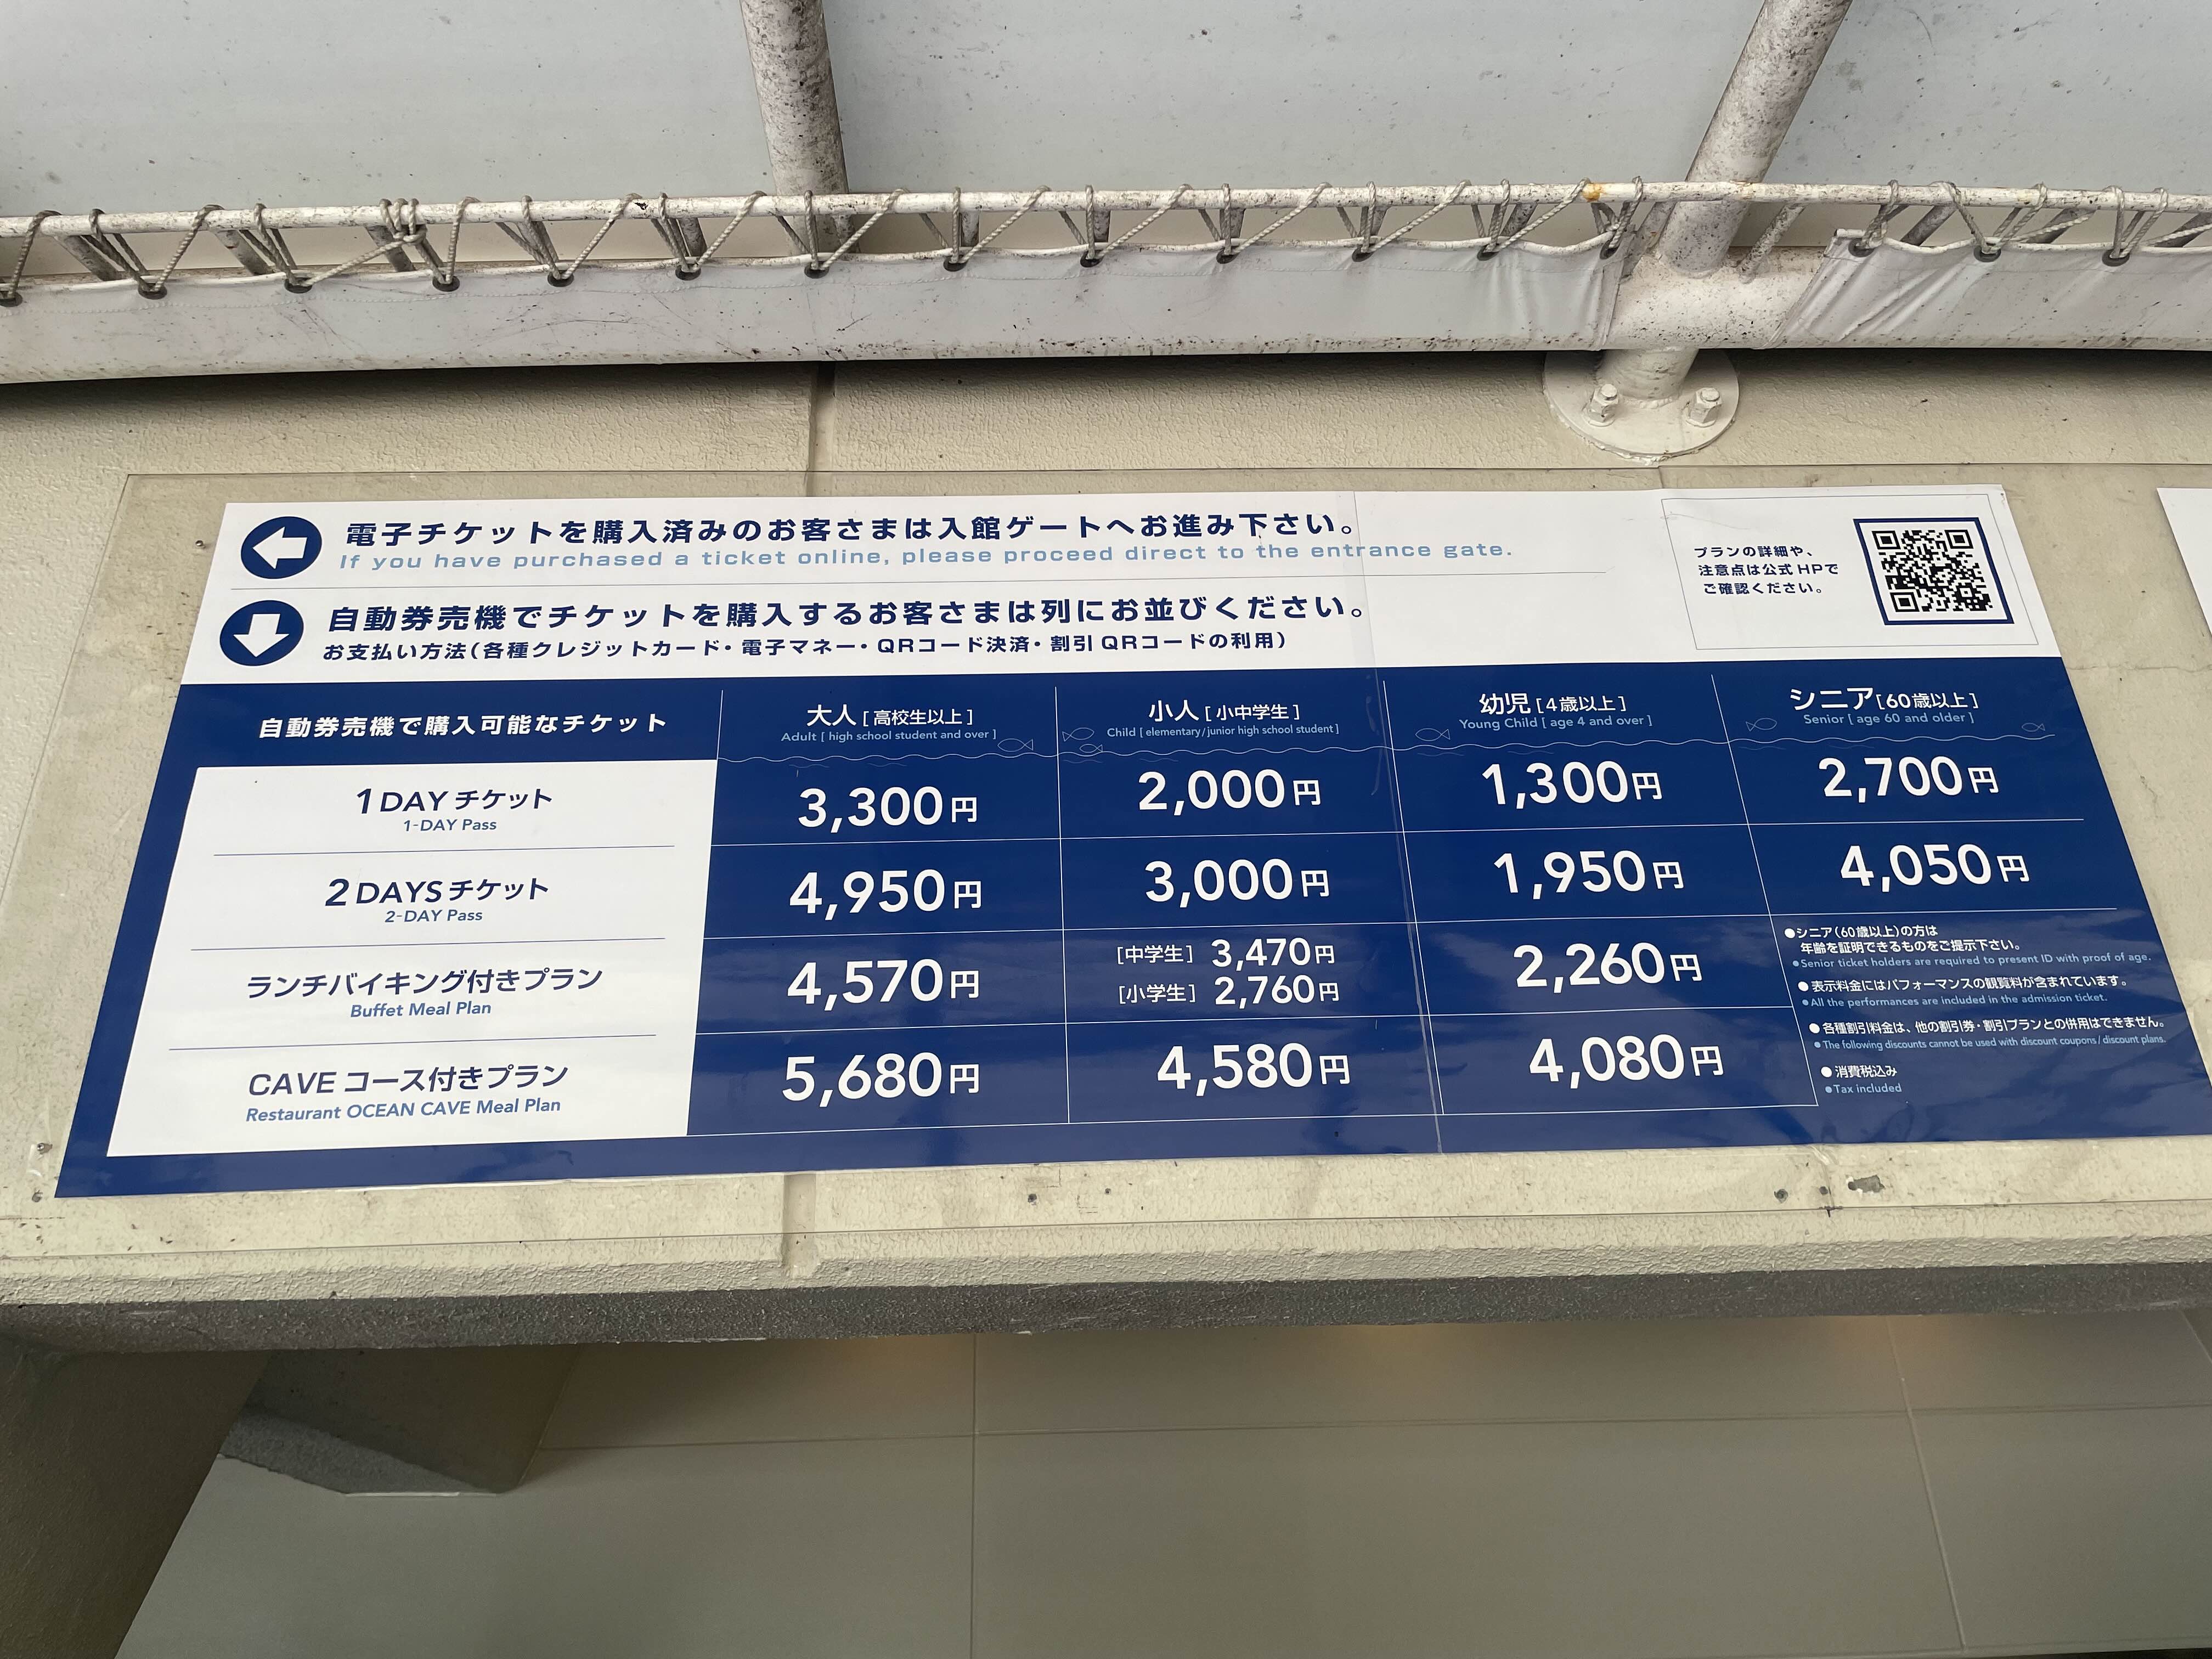 電子チケットを購入済みのお客さまは入館ゲートへお進み下さい。
If you have purchased a ticket online, please proceed direct to the entrance gate.
自動券売機でチケットを購入するお客さまは列にお並びください。
お支払い方法(各種クレジットカード・電子マネー・QRコード決済・割引QRコードの利用)
プランの詳細や、
注意点は公式HPで
ご確認ください。
自動券売機で購入可能なチケット
大人[高校生以上]
Adult [ high school student and over ]
小人[小中学生]
Child [ elementary/junior high school student ]
幼児[4歳以上]
Young Child [ age 4 and over ]
シニア[60歳以上]
Senior [ age 60 and older ]
1DAYチケット
1-DAY Pass
3,300円
2,000円
1,300円
2,700円
2DAYSチケット
2-DAY Pass
4,950円
3,000円
1,950円
4,050円
ランチバイキング付きプラン
Buffet Meal Plan
4,570円
[中学生] 3,470円
[小学生] 2,760円
2,260円
CAVEコース付きプラン
Restaurant OCEAN CAVE Meal Plan
5,680円
4,580円
4,080円
●シニア(60歳以上)の方は
年齢を証明できるものをご提示下さい。
●Senior ticket holders are required to present ID with proof of age.
●表示料金にはパフォーマンスの観覧料が含まれています。
●All the performances are included in the admission ticket.
●各種割引料金は、他の割引券・割引プランとの併用はできません。
●The following discounts cannot be used with discount coupons/discount plans.
●消費税込み
●Tax included